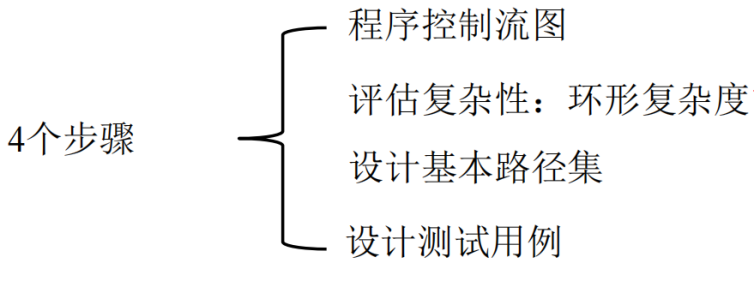 程序控制流图
评估复杂性：环形复杂度
4个步骤
设计基本路径集
设计测试用例